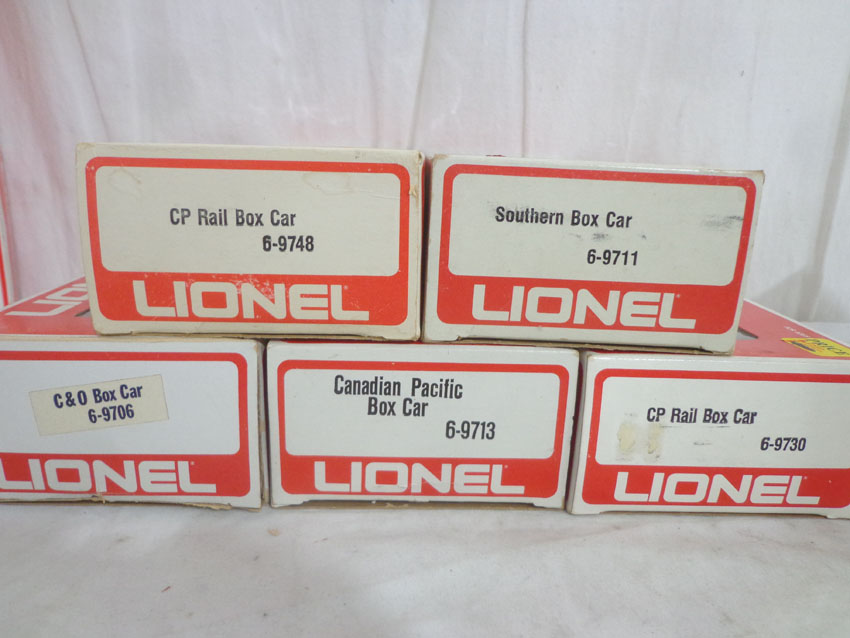 CP Rail Box Car
6-9748
LIONEL
Southern Box Car
6-9711
LIONEL
C & O Box Car
6-9706
LIONEL
Canadian Pacific
Box Car
6-9713
LIONEL
CP Rail Box Car
6-9730
LIONEL